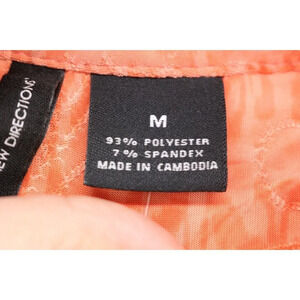 NEW DIRECTIONS
M
93% POLYESTER
7% SPANDEX
MADE IN CAMBODIA